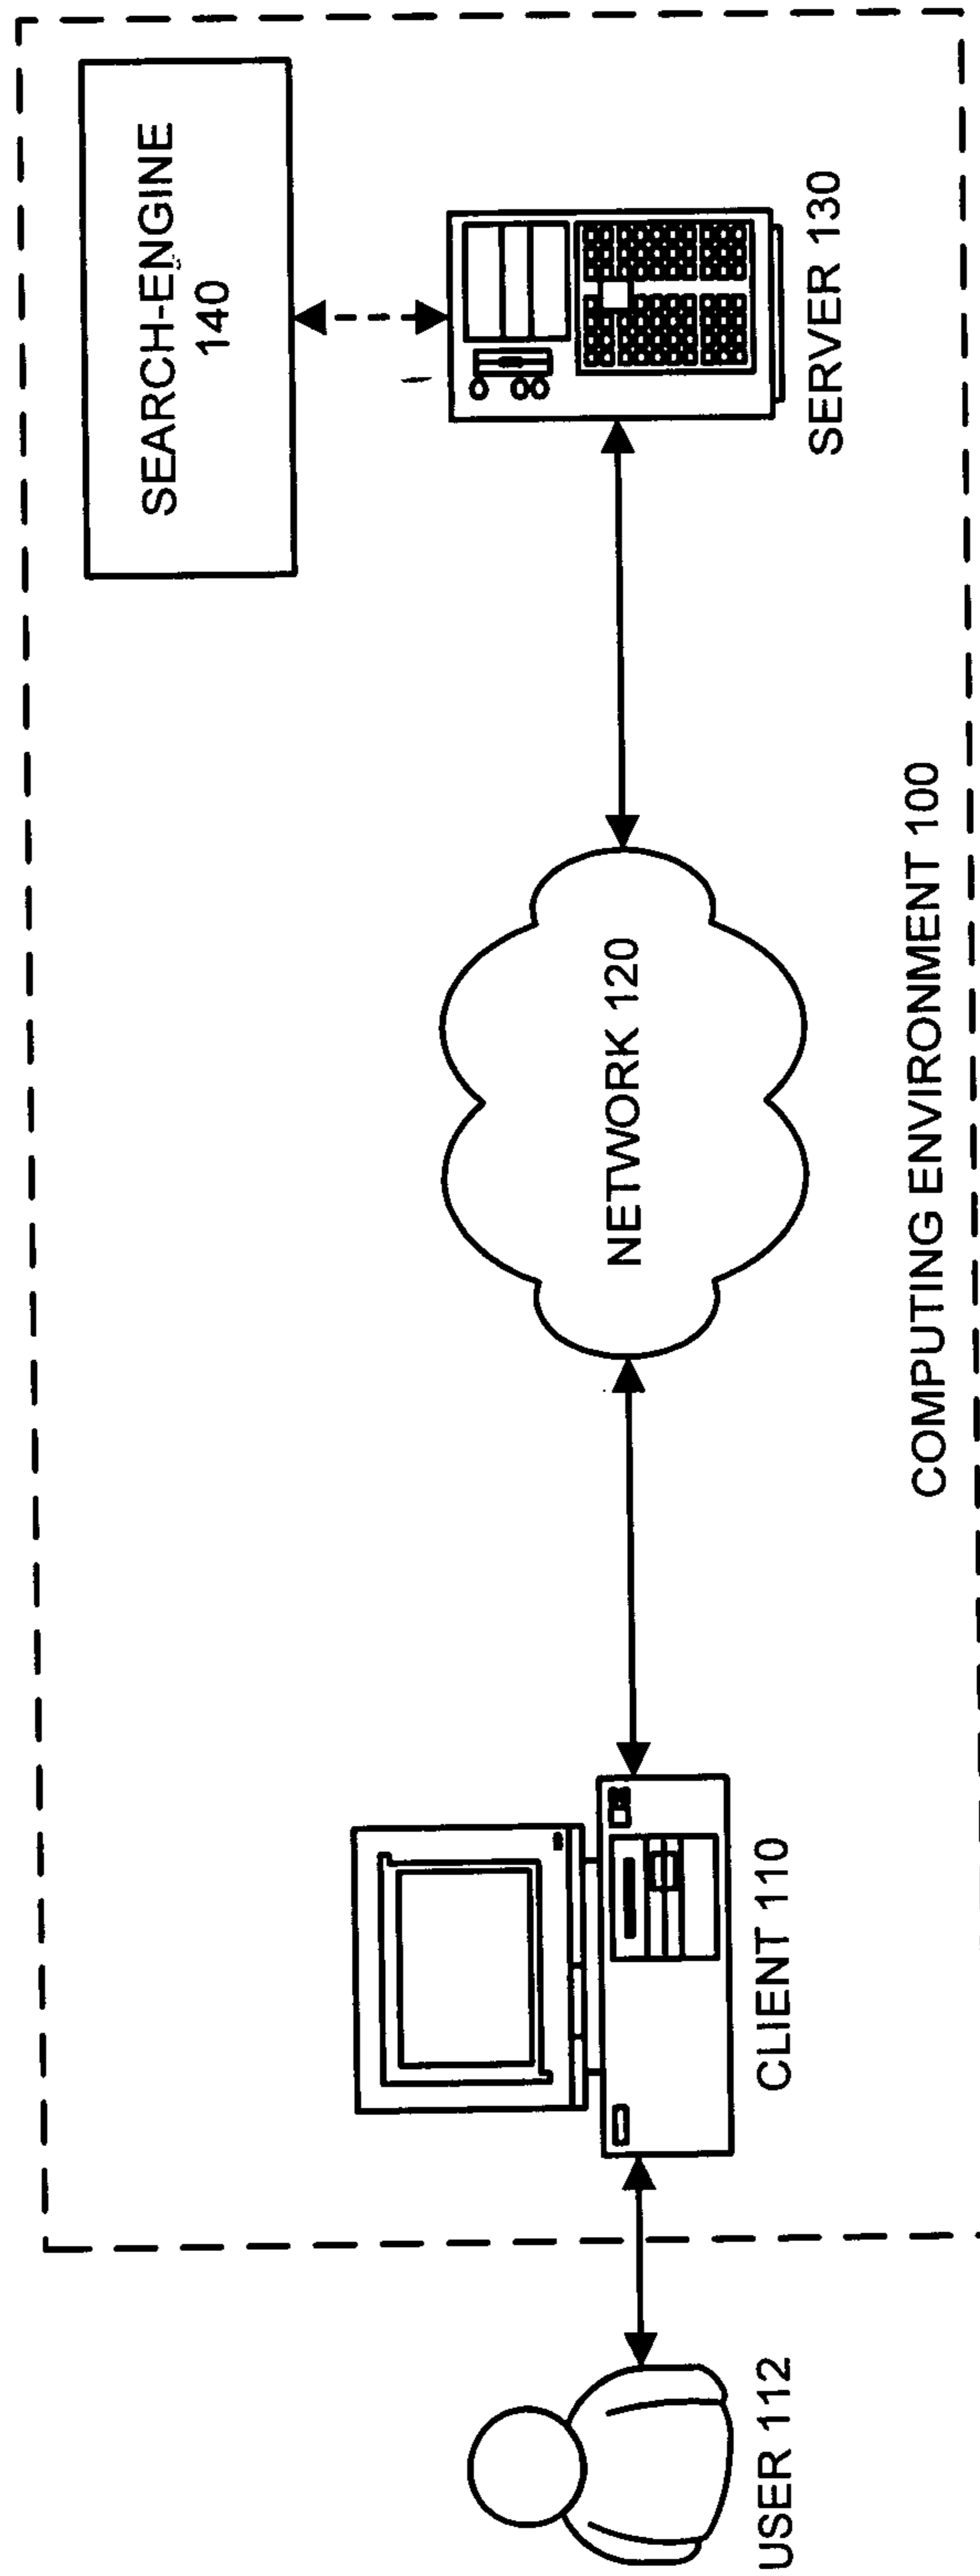 SEARCH-ENGINE
140
SERVER 130
NETWORK 120
COMPUTING ENVIRONMENT 100
CLIENT 110
USER 112